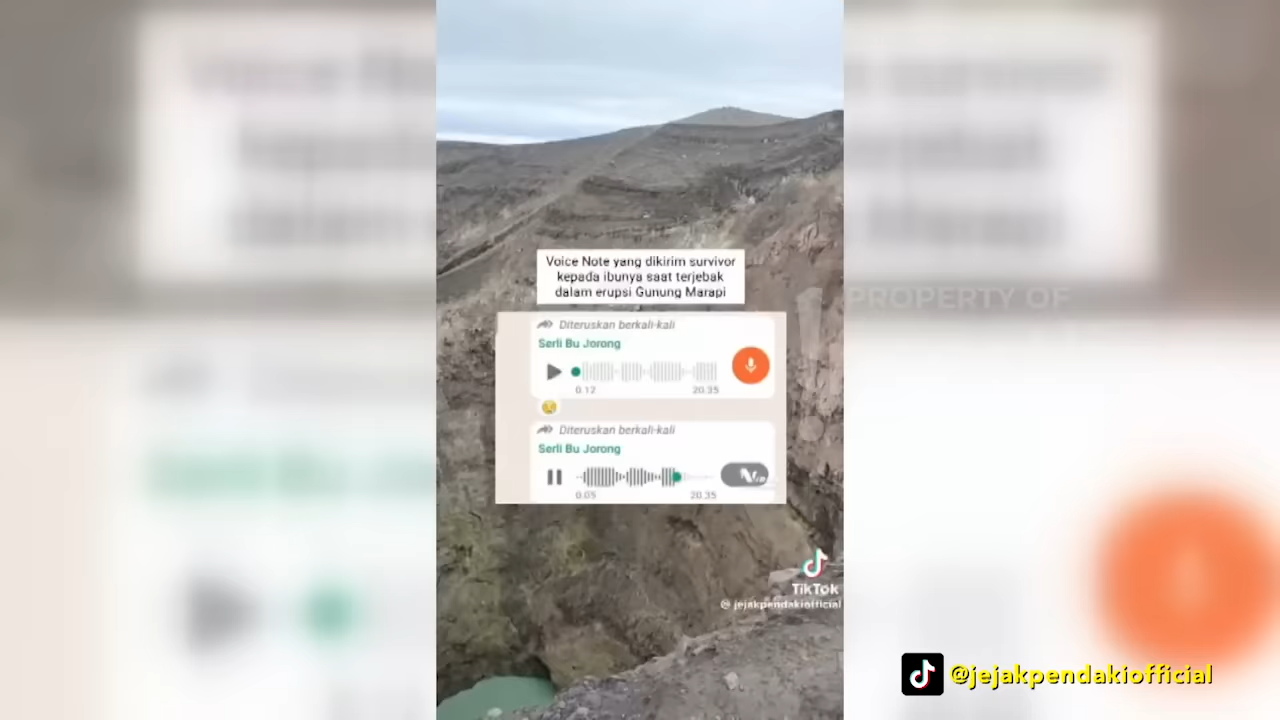 Voice Note yang dikirim survivor
kepada ibunya saat terjebak
dalam erupsi Gunung Marapi
Diteruskan berkali-kali
Serli Bu Jorong
0.12 20.35
Diteruskan berkali-kali
Serli Bu Jorong
0.05 20.35
PROPERTY OF
TikTok
@ jejakpendakiofficial
@jejakpendakiofficial